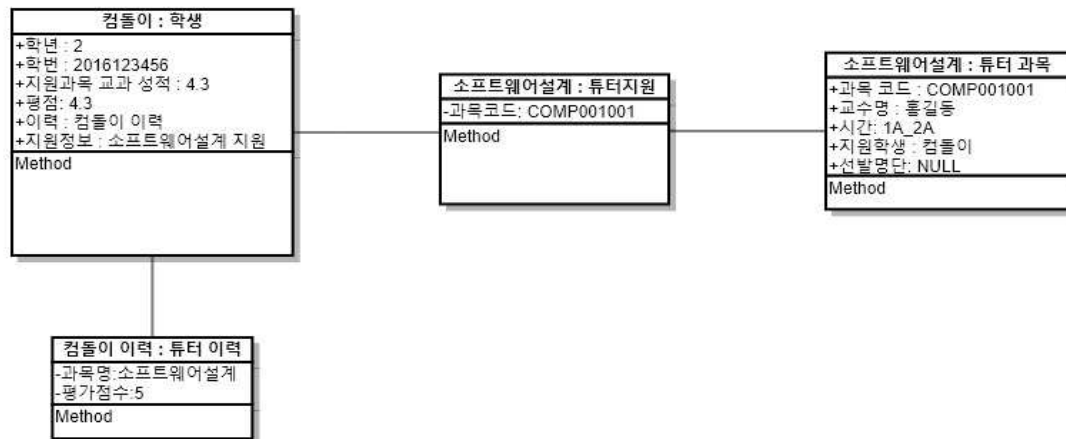 컴돌이 : 학생
+학년 : 2
+학번 : 2016123456
+지원과목 교과 성적 : 4.3
+평점: 4.3
+이력 : 컴돌이 이력
+지원정보 : 소프트웨어설계 지원
Method
소프트웨어설계 : 튜터지원
-과목코드: COMP001001
Method
소프트웨어설계 : 튜터 과목
+과목 코드 : COMP001001
+교수명 : 홍길동
+시간: 1A_2A
+지원학생 : 컴돌이
+선발명단: NULL
Method
컴돌이 이력 : 튜터 이력
-과목명:소프트웨어설계
-평가점수:5
Method